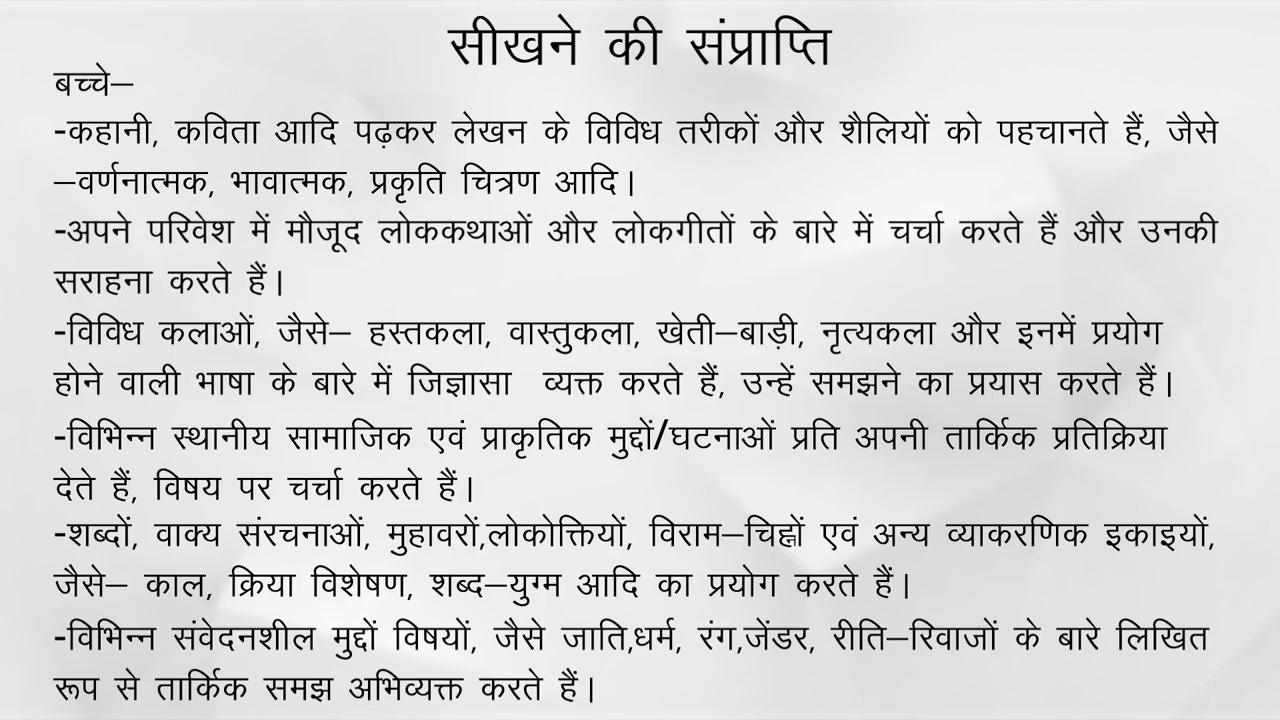 सीखने की संप्राप्ति
बच्चे–
-कहानी, कविता आदि पढ़कर लेखन के विविध तरीकों और शैलियों को पहचानते हैं, जैसे
–वर्णनात्मक, भावात्मक, प्रकृति चित्रण आदि।
-अपने परिवेश में मौजूद लोककथाओं और लोकगीतों के बारे में चर्चा करते हैं और उनकी
सराहना करते हैं।
-विविध कलाओं, जैसे– हस्तकला, वास्तुकला, खेती–बाड़ी, नृत्यकला और इनमें प्रयोग
होने वाली भाषा के बारे में जिज्ञासा व्यक्त करते हैं, उन्हें समझने का प्रयास करते हैं।
-विभिन्न स्थानीय सामाजिक एवं प्राकृतिक मुद्दों/घटनाओं प्रति अपनी तार्किक प्रतिक्रिया
देते हैं, विषय पर चर्चा करते हैं।
-शब्दों, वाक्य संरचनाओं, मुहावरों,लोकोक्तियों, विराम–चिह्नों एवं अन्य व्याकरणिक इकाइयों,
जैसे– काल, क्रिया विशेषण, शब्द–युग्म आदि का प्रयोग करते हैं।
-विभिन्न संवेदनशील मुद्दों विषयों, जैसे जाति,धर्म, रंग,जेंडर, रीति–रिवाजों के बारे लिखित
रूप से तार्किक समझ अभिव्यक्त करते हैं।